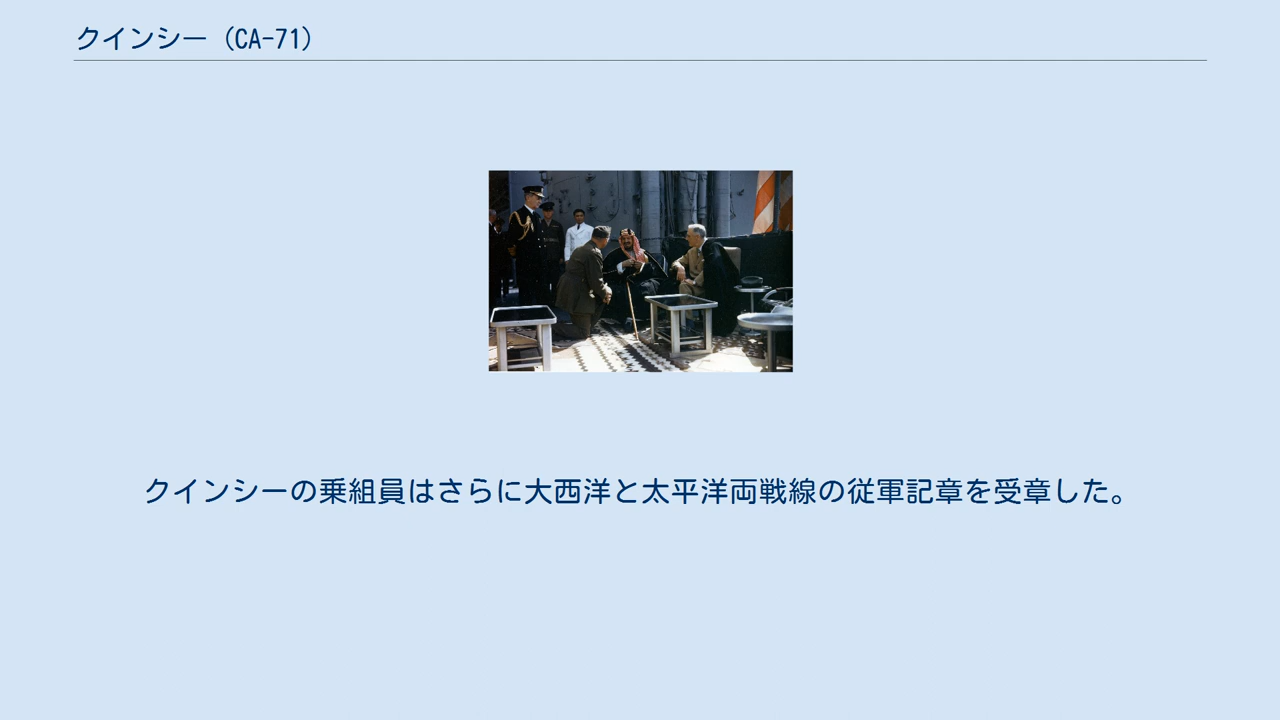 クインシー（CA-71）
クインシーの乗組員はさらに大西洋と太平洋両戦線の従軍記章を受章した。